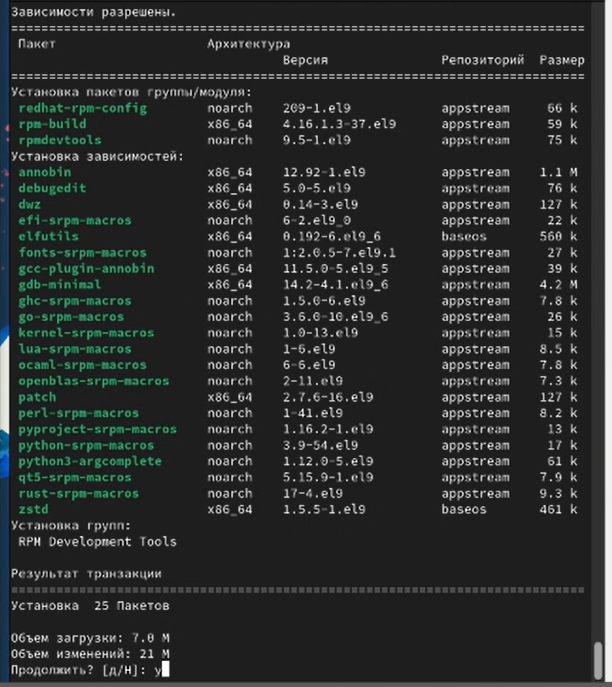 Зависимости разрешены.
================================================================================
Пакет Архитектура
Версия Репозиторий Размер
================================================================================
Установка пакетов группы/модуля:
redhat-rpm-config noarch 209-1.el9 appstream 66 k
rpm-build x86_64 4.16.1.3-37.el9 appstream 59 k
rpmdevtools noarch 9.5-1.el9 appstream 75 k
Установка зависимостей:
annobin x86_64 12.92-1.el9 appstream 1.1 M
debugedit x86_64 5.0-5.el9 appstream 76 k
dwz x86_64 0.14-3.el9 appstream 127 k
efi-srpm-macros noarch 6-2.el9_0 appstream 22 k
elfutils x86_64 0.192-6.el9_6 baseos 560 k
fonts-srpm-macros noarch 1:2.0.5-7.el9.1 appstream 27 k
gcc-plugin-annobin x86_64 11.5.0-5.el9_5 appstream 39 k
gdb-minimal x86_64 14.2-4.1.el9_6 appstream 4.2 M
ghc-srpm-macros noarch 1.5.0-6.el9 appstream 7.8 k
go-srpm-macros noarch 3.6.0-10.el9_6 appstream 26 k
kernel-srpm-macros noarch 1.0-13.el9 appstream 15 k
lua-srpm-macros noarch 1-6.el9 appstream 8.5 k
ocaml-srpm-macros noarch 6-6.el9 appstream 7.8 k
openblas-srpm-macros noarch 2-11.el9 appstream 7.3 k
patch x86_64 2.7.6-16.el9 appstream 127 k
perl-srpm-macros noarch 1-41.el9 appstream 8.2 k
pyproject-srpm-macros noarch 1.16.2-1.el9 appstream 13 k
python-srpm-macros noarch 3.9-54.el9 appstream 17 k
python3-argcomplete noarch 1.12.0-5.el9 appstream 61 k
qt5-srpm-macros noarch 5.15.9-1.el9 appstream 7.9 k
rust-srpm-macros noarch 17-4.el9 appstream 9.3 k
zstd x86_64 1.5.5-1.el9 baseos 461 k
Установка групп:
RPM Development Tools
Результат транзакции
================================================================================
Установка 25 Пакетов
Объем загрузки: 7.0 M
Объем изменений: 21 M
Продолжить? [д/Н]: y